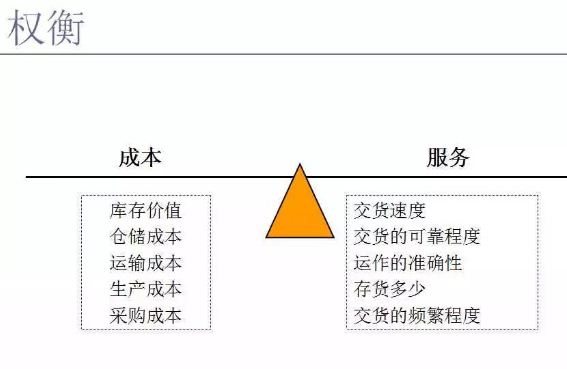 权衡
成本
服务
库存价值
仓储成本
运输成本
生产成本
采购成本
交货速度
交货的可靠程度
运作的准确性
存货多少
交货的频繁程度